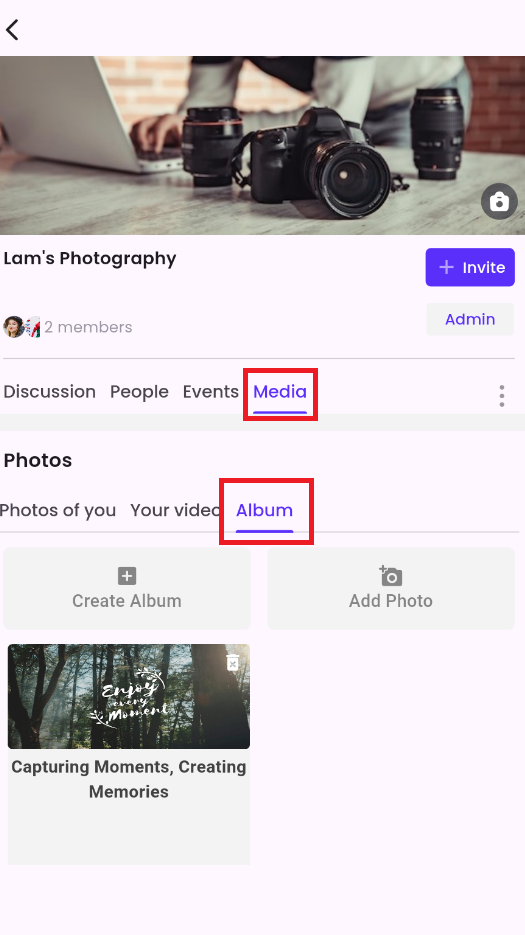 Lam's Photography
Invite
2 members
Admin
Discussion People Events Media
Photos
Photos of you Your video Album
Create Album
Add Photo
Enjoy
every
Moment
Capturing Moments, Creating
Memories